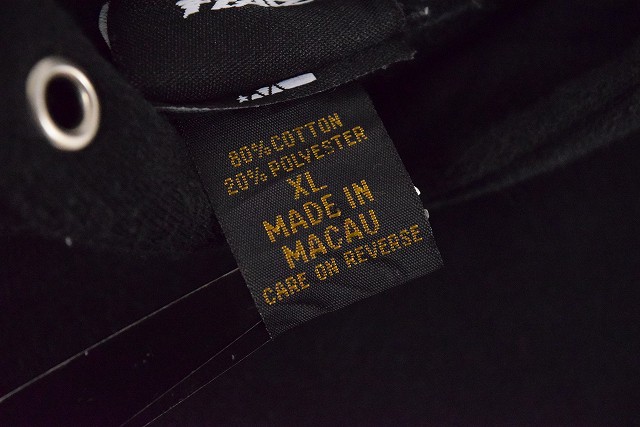 80% COTTON
20% POLYESTER
XL
MADE IN
MACAU
CARE ON REVERSE